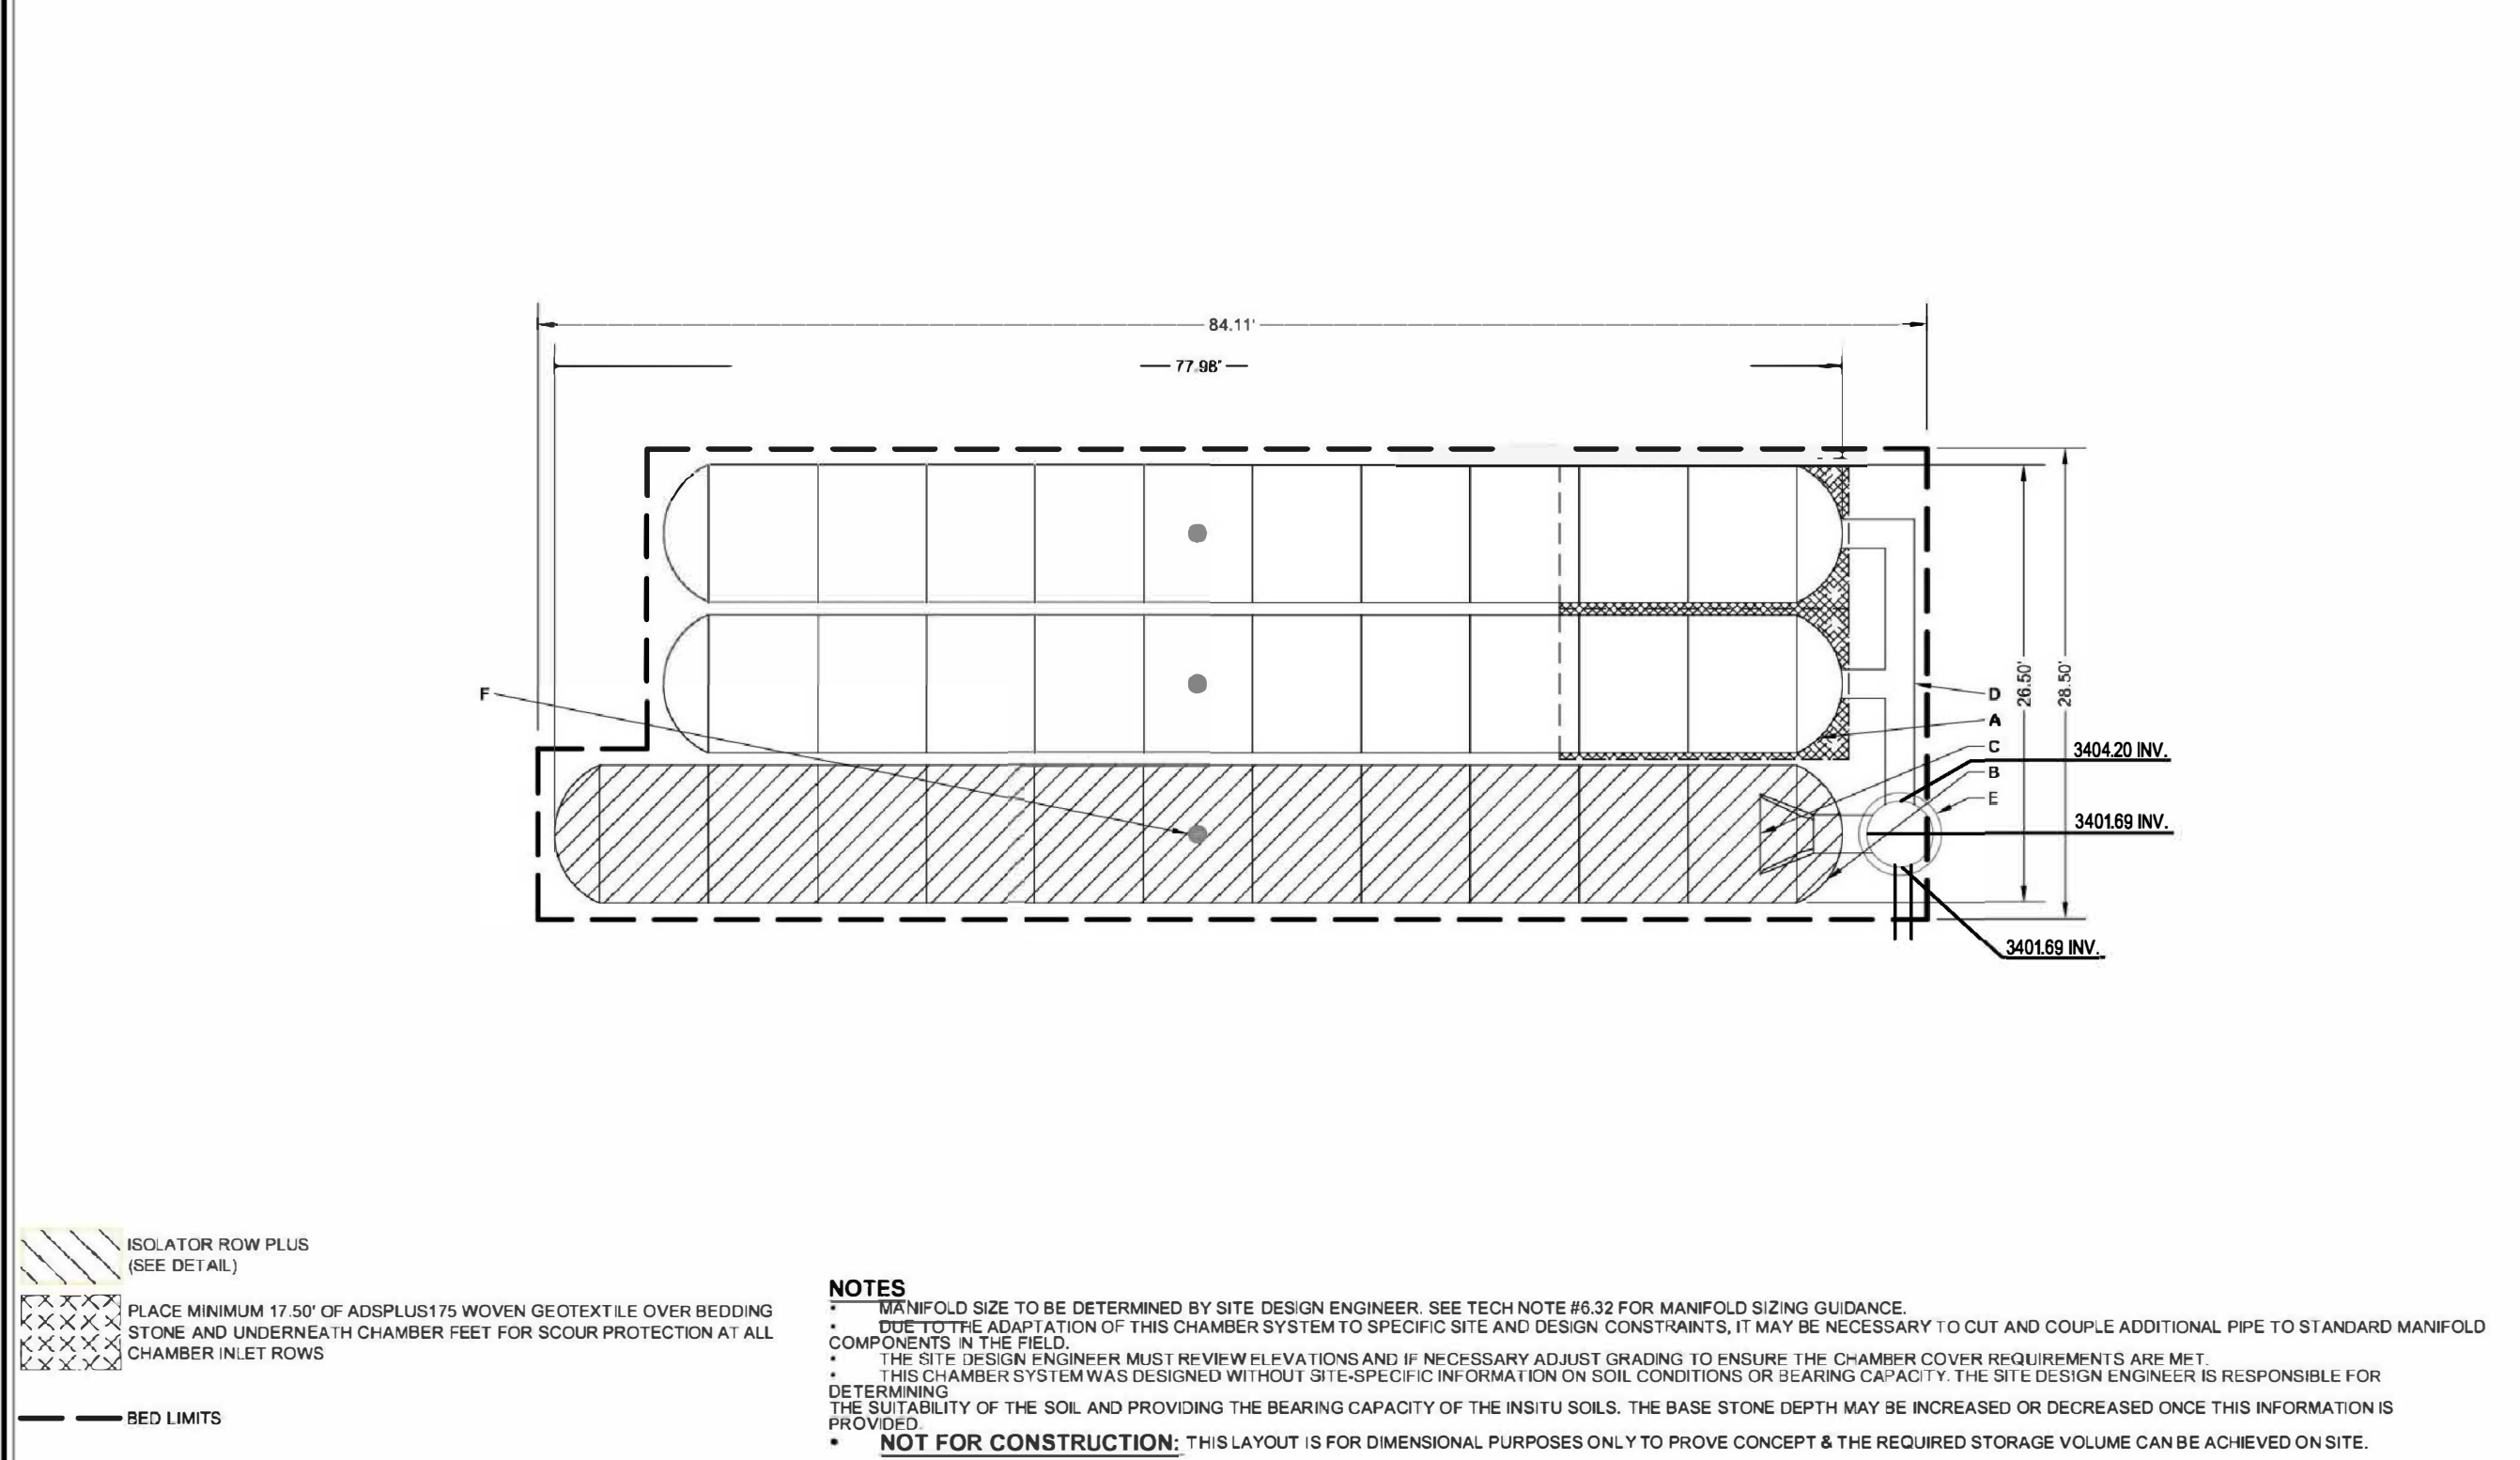 84.11'
77.98'
F
D
A
C
B
E
26.50'
28.50'
3404.20 INV.
3401.69 INV.
3401.69 INV.
ISOLATOR ROW PLUS
(SEE DETAIL)
PLACE MINIMUM 17.50' OF ADSPLUS175 WOVEN GEOTEXTILE OVER BEDDING
STONE AND UNDERNEATH CHAMBER FEET FOR SCOUR PROTECTION AT ALL
CHAMBER INLET ROWS
BED LIMITS
NOTES
• MANIFOLD SIZE TO BE DETERMINED BY SITE DESIGN ENGINEER. SEE TECH NOTE #6.32 FOR MANIFOLD SIZING GUIDANCE.
• DUE TO THE ADAPTATION OF THIS CHAMBER SYSTEM TO SPECIFIC SITE AND DESIGN CONSTRAINTS, IT MAY BE NECESSARY TO CUT AND COUPLE ADDITIONAL PIPE TO STANDARD MANIFOLD
COMPONENTS IN THE FIELD.
• THE SITE DESIGN ENGINEER MUST REVIEW ELEVATIONS AND IF NECESSARY ADJUST GRADING TO ENSURE THE CHAMBER COVER REQUIREMENTS ARE MET.
• THIS CHAMBER SYSTEM WAS DESIGNED WITHOUT SITE-SPECIFIC INFORMATION ON SOIL CONDITIONS OR BEARING CAPACITY. THE SITE DESIGN ENGINEER IS RESPONSIBLE FOR
DETERMINING
THE SUITABILITY OF THE SOIL AND PROVIDING THE BEARING CAPACITY OF THE INSITU SOILS. THE BASE STONE DEPTH MAY BE INCREASED OR DECREASED ONCE THIS INFORMATION IS
PROVIDED.
• NOT FOR CONSTRUCTION: THIS LAYOUT IS FOR DIMENSIONAL PURPOSES ONLY TO PROVE CONCEPT & THE REQUIRED STORAGE VOLUME CAN BE ACHIEVED ON SITE.